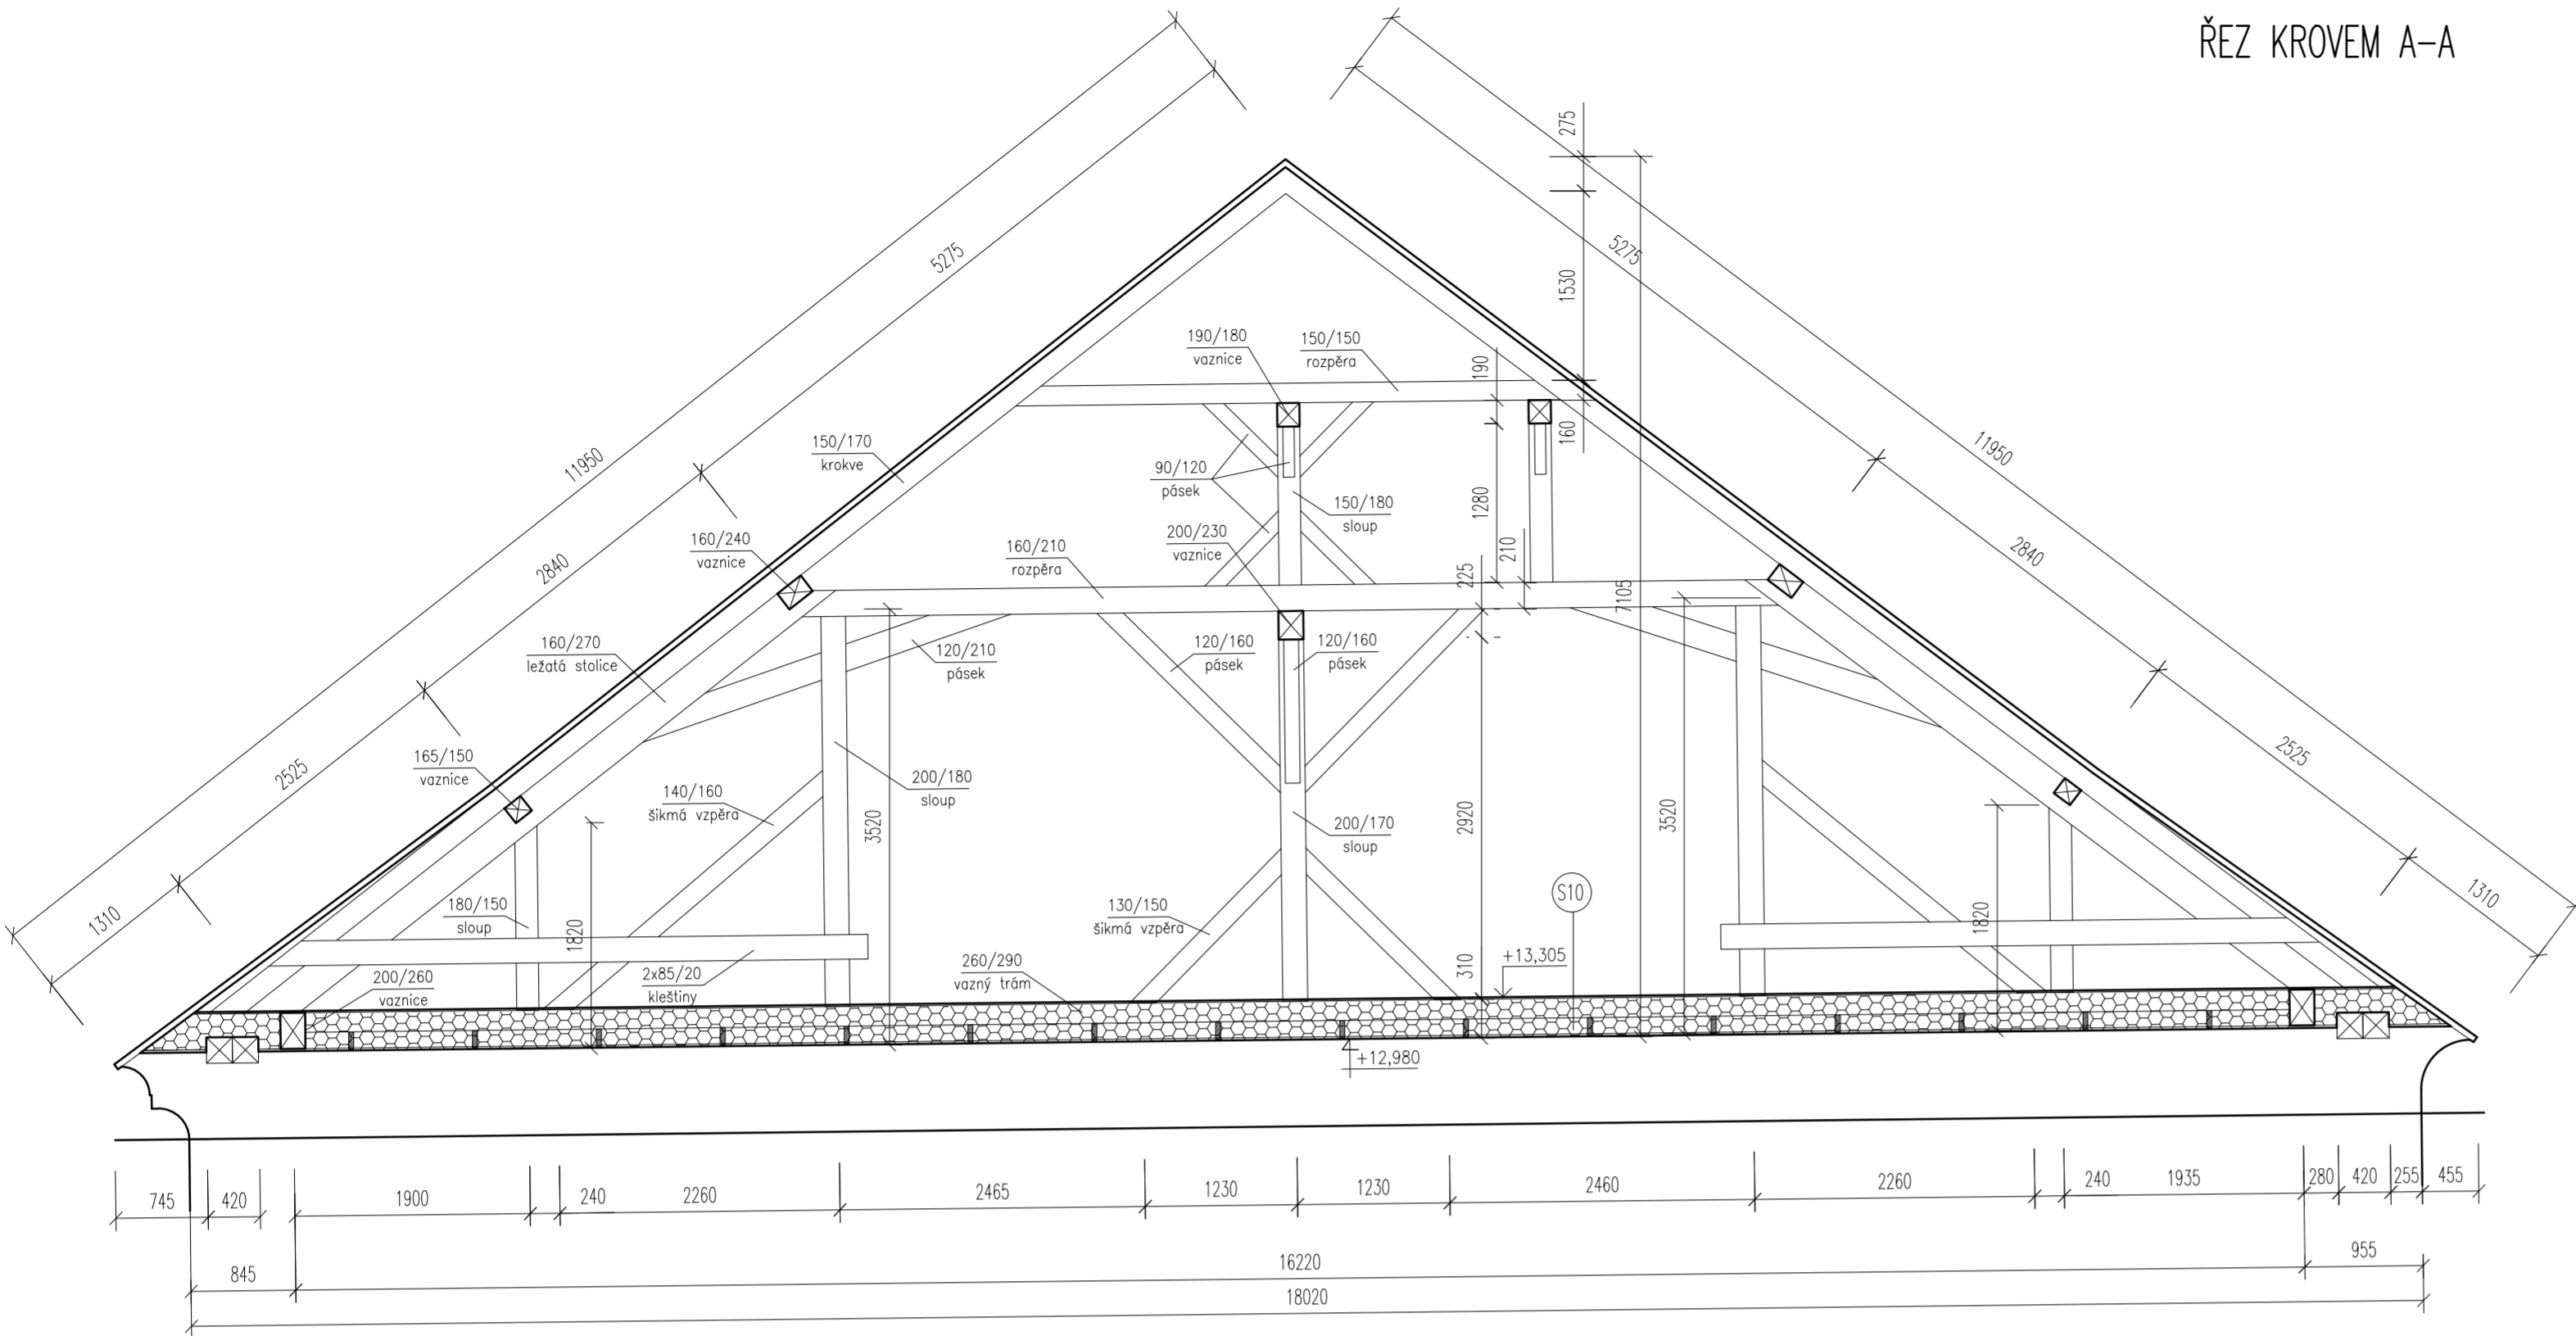 ŘEZ KROVEM A-A
11950
5275
2840
2525
1310
11950
5275
2840
2525
1310
275
1530
160
190
1280
210
225
7105
2920
310
3520
3520
1820
1820
190/180
vaznice
150/150
rozpěra
150/170
krokve
90/120
pásek
150/180
sloup
160/240
vaznice
160/210
rozpěra
200/230
vaznice
160/270
ležatá stolice
120/210
pásek
120/160
pásek
120/160
pásek
165/150
vaznice
140/160
šikmá vzpěra
200/180
sloup
200/170
sloup
180/150
sloup
130/150
šikmá vzpěra
S10
200/260
vaznice
2x85/20
kleštiny
260/290
vazný trám
+13,305
+12,980
745
420
1900
240
2260
2465
1230
1230
2460
2260
240
1935
280
420
255
455
845
16220
955
18020